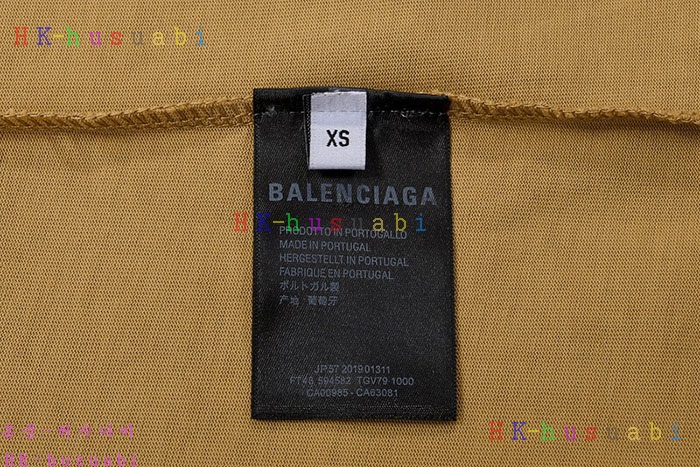 HK-husuabi
XS
BALENCIAGA
HK-husuabi
PRODOTTO IN PORTOGALLO
MADE IN PORTUGAL
HERGESTELLT IN PORTUGAL
FABRIQUE EN PORTUGAL
ポルトガル製
产地:葡萄牙
JP57 201901311
FT48 594582 TGV79 1000
CA00985 - CA63081
HK-husuabi
HK-husuabi